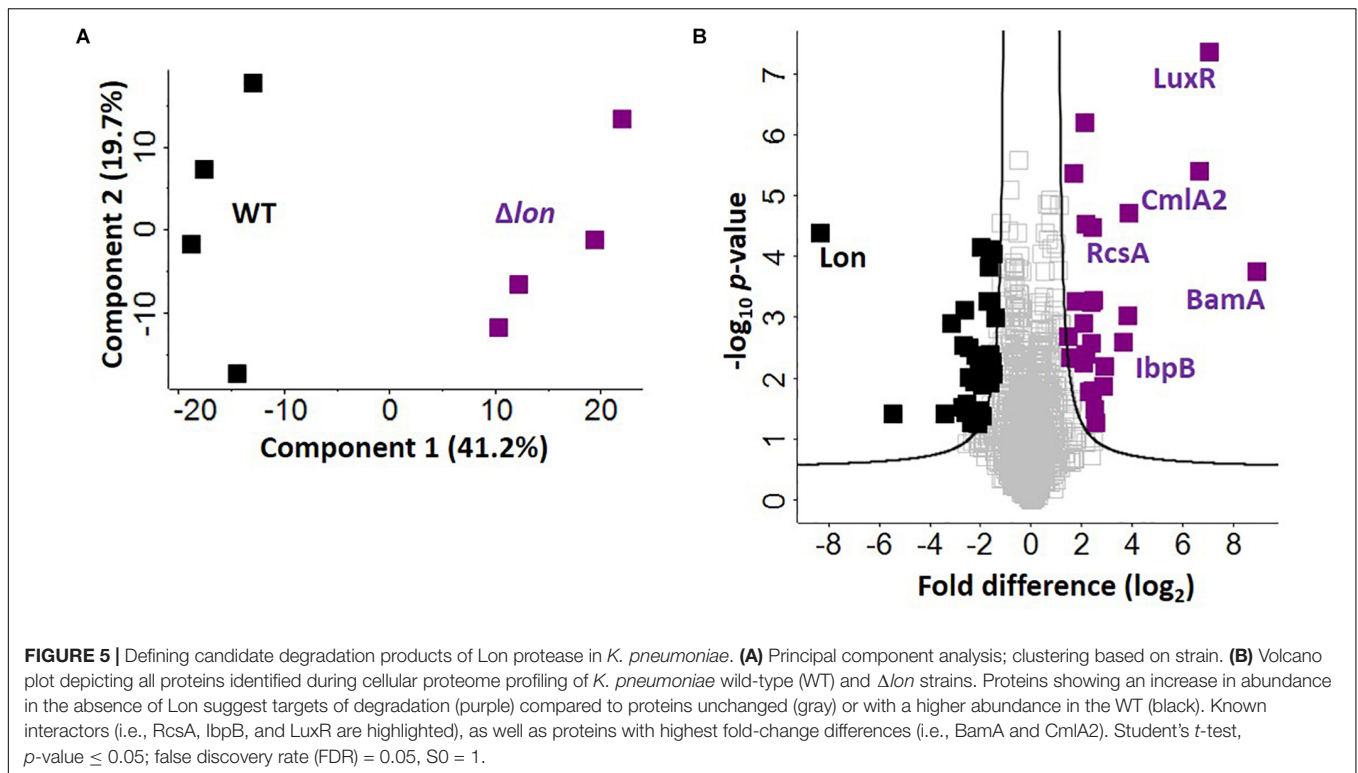 A
Component 2 (19.7%)
10
0
-10
WT
Δlon
-20 -10 0 10 20
Component 1 (41.2%)
B
-log10 p-value
7
6
5
4
3
2
1
0
LuxR
CmlA2
RcsA
Lon
BamA
IbpB
-8 -6 -4 -2 0 2 4 6 8
Fold difference (log2)
FIGURE 5 | Defining candidate degradation products of Lon protease in K. pneumoniae. (A) Principal component analysis; clustering based on strain. (B) Volcano
plot depicting all proteins identified during cellular proteome profiling of K. pneumoniae wild-type (WT) and Δlon strains. Proteins showing an increase in abundance
in the absence of Lon suggest targets of degradation (purple) compared to proteins unchanged (gray) or with a higher abundance in the WT (black). Known
interactors (i.e., RcsA, IbpB, and LuxR are highlighted), as well as proteins with highest fold-change differences (i.e., BamA and CmlA2). Student's t-test,
p-value ≤ 0.05; false discovery rate (FDR) = 0.05, S0 = 1.